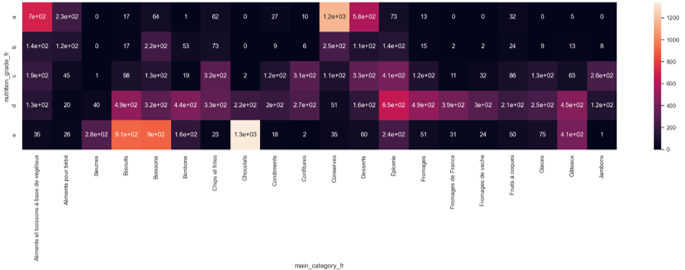 nutrition_grade_fr
a 7e+02 2.3e+02 0 17 64 1 62 0 27 10 1.2e+03 5.8e+02 73 13 0 0 32 0 5 0
b 1.4e+02 1.2e+02 0 17 2.2e+02 53 73 0 9 6 2.5e+02 1.1e+02 1.4e+02 15 2 2 24 9 13 8
c 1.9e+02 45 1 98 1.3e+02 19 3.2e+02 2 1.2e+02 3.1e+02 1.1e+02 3.3e+02 4.1e+02 1.2e+02 11 32 86 1.3e+02 63 2.6e+02
d 1.3e+02 20 40 4.9e+02 3.2e+02 4.4e+02 3.3e+02 2.2e+02 2.2e+02 2.7e+02 51 1.6e+02 6.5e+02 4.9e+02 3.9e+02 3e+02 2.1e+02 2.5e+02 4.5e+02 1.2e+02
e 35 26 2.8e+02 9.1e+02 9e+02 1.6e+02 23 1.3e+03 18 2 35 60 2.4e+02 51 31 24 50 75 4.1e+02 1
Aliments et boissons à base de végétaux
Aliments pour bébé
Beurres
Biscuits
Boissons
Bonbons
Chips et frites
Chocolats
Condiments
Confitures
Conserves
Desserts
Epicerie
Fromages
Fromages de France
Fromages de vache
Fruits à coques
Glaces
Gâteaux
Jambons
main_category_fr
1200
1000
800
600
400
200
0